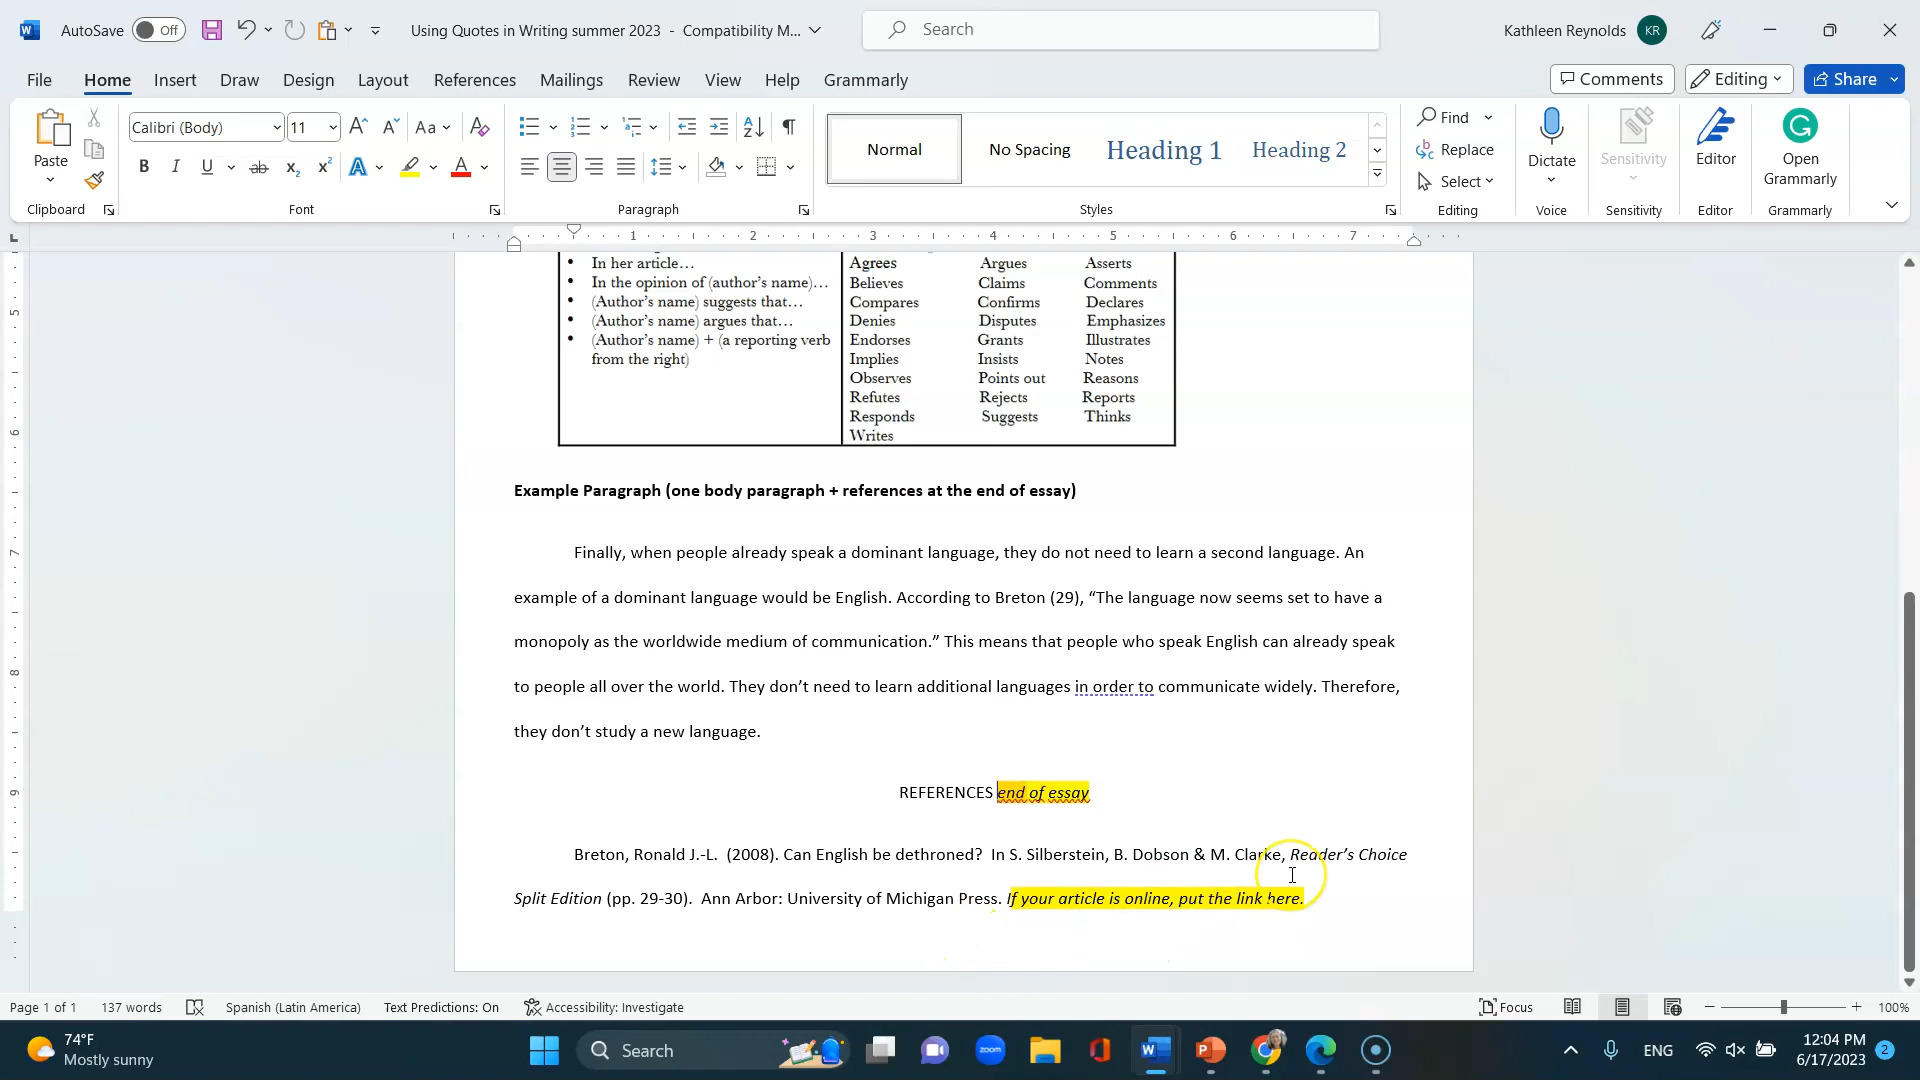 AutoSave Off Using Quotes in Writing summer 2023 - Compatibility M... Search Kathleen Reynolds KR
File Home Insert Draw Design Layout References Mailings Review View Help Grammarly Comments Editing Share
Paste Calibri (Body) 11 Normal No Spacing Heading 1 Heading 2 Find Replace Select Dictate Sensitivity Editor Open Grammarly
Clipboard Font Paragraph Styles Editing Voice Sensitivity Editor Grammarly
1 2 3 4 5 6 7
• In her article…
• In the opinion of (author’s name)…
• (Author’s name) suggests that…
• (Author’s name) argues that…
• (Author’s name) + (a reporting verb
from the right)
Agrees Argues Asserts
Believes Claims Comments
Compares Confirms Declares
Denies Disputes Emphasizes
Endorses Grants Illustrates
Implies Insists Notes
Observes Points out Reasons
Refutes Rejects Reports
Responds Suggests Thinks
Writes
Example Paragraph (one body paragraph + references at the end of essay)
Finally, when people already speak a dominant language, they do not need to learn a second language. An
example of a dominant language would be English. According to Breton (29), “The language now seems set to have a
monopoly as the worldwide medium of communication.” This means that people who speak English can already speak
to people all over the world. They don’t need to learn additional languages in order to communicate widely. Therefore,
they don’t study a new language.
REFERENCES end of essay
Breton, Ronald J.-L. (2008). Can English be dethroned? In S. Silberstein, B. Dobson & M. Clarke, Reader’s Choice
Split Edition (pp. 29-30). Ann Arbor: University of Michigan Press. If your article is online, put the link here.
Page 1 of 1 137 words Spanish (Latin America) Text Predictions: On Accessibility: Investigate Focus 100%
74°F
Mostly sunny
Search
zoom
ENG
12:04 PM
6/17/2023
2